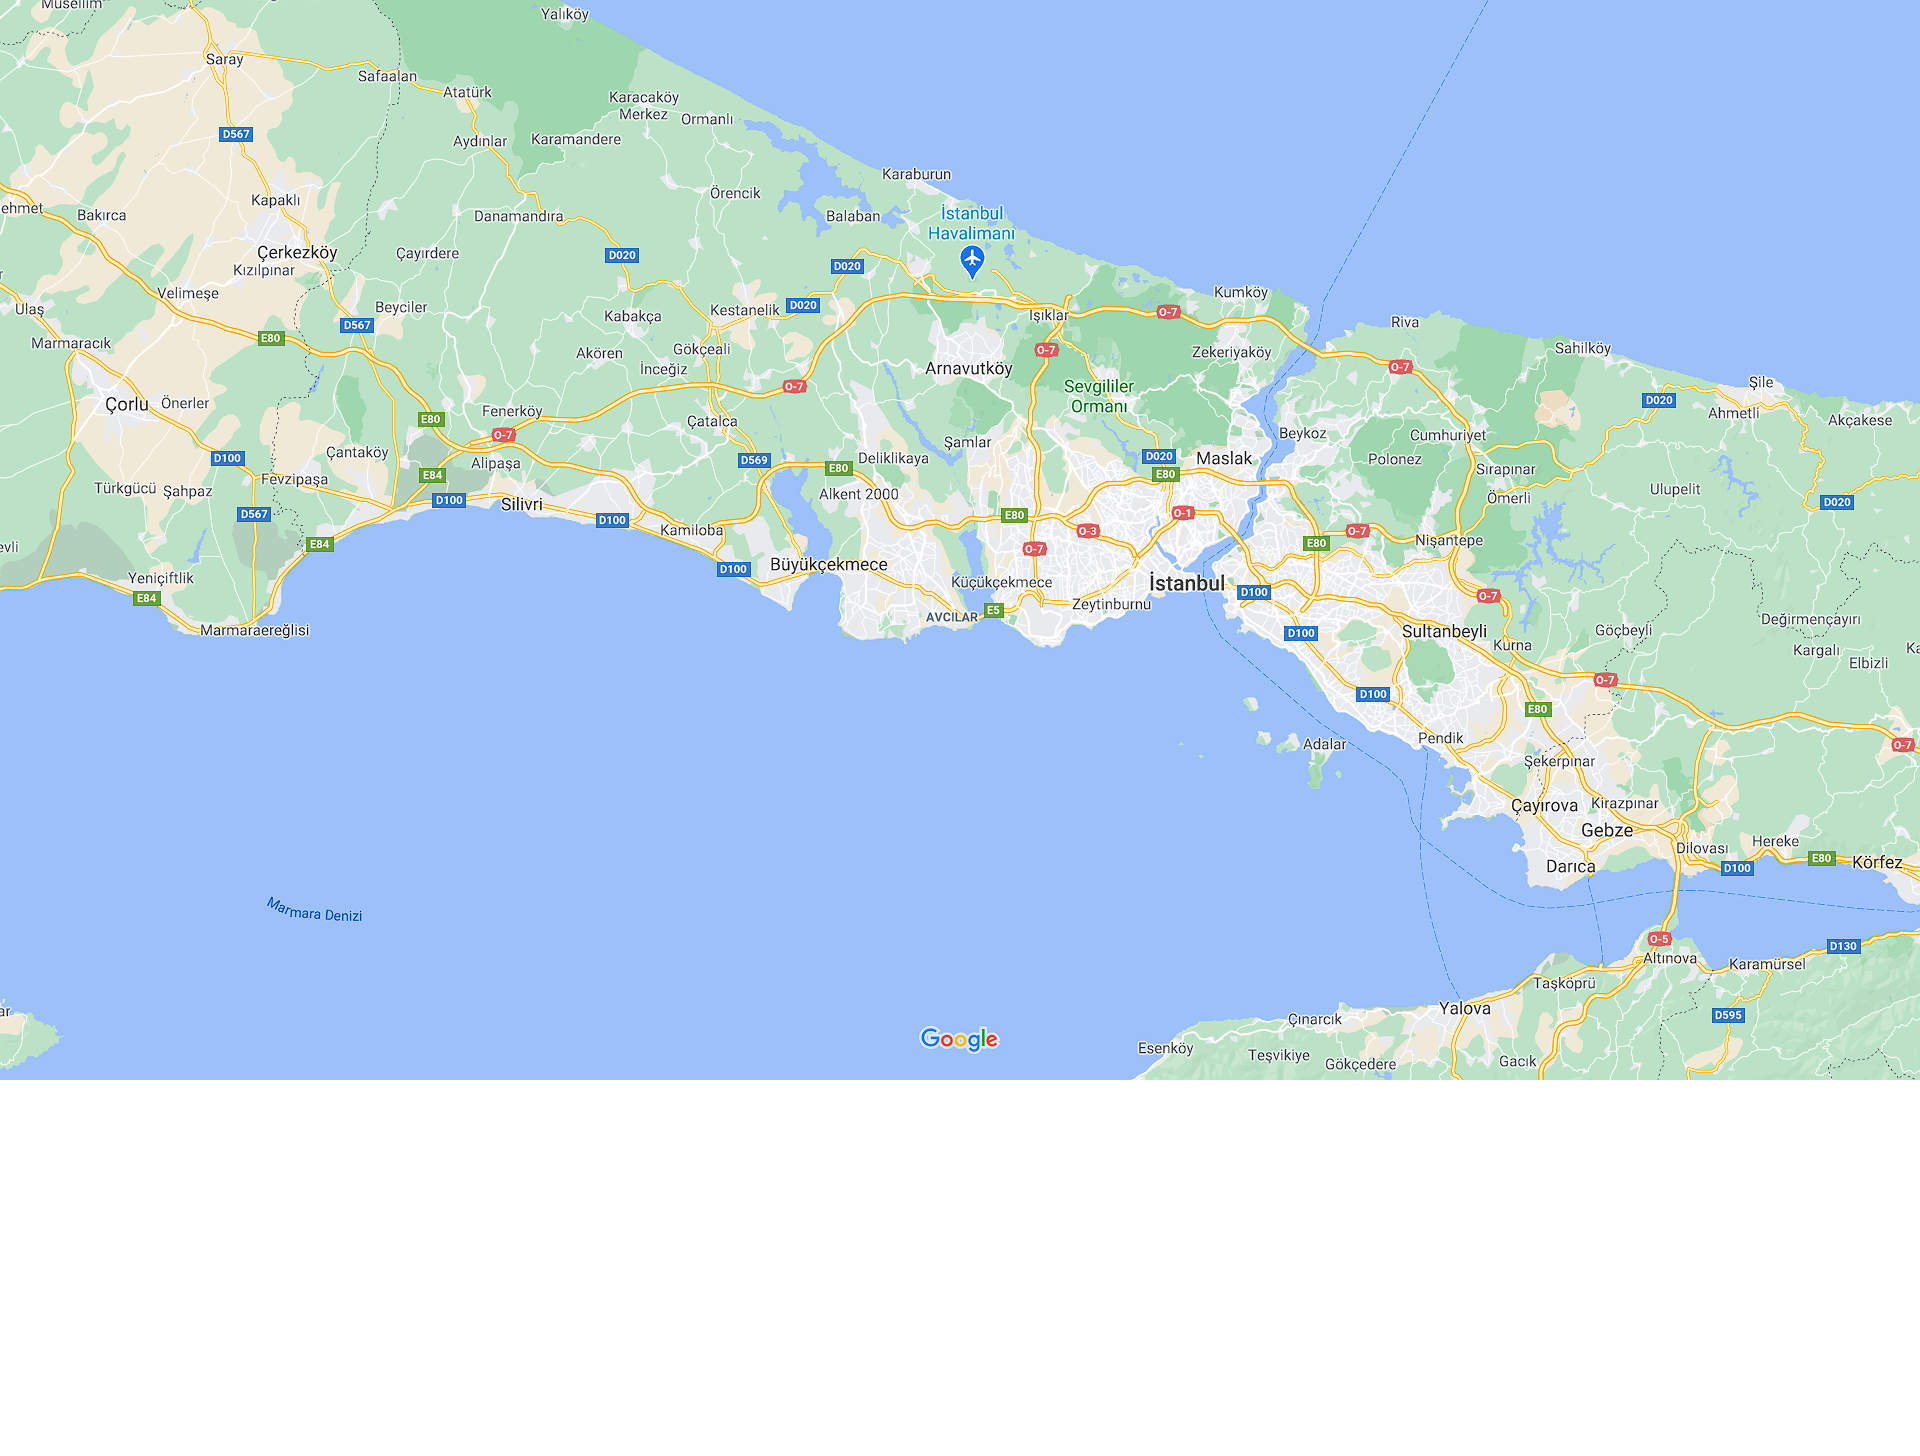 Müsellim
Yalıköy
Saray
Safaalan
Atatürk
Karacaköy
Merkez
Ormanlı
D567
Aydınlar
Karamandere
Karaburun
Kapaklı
Örencik
ehmet
Bakırca
Danamandıra
Balaban
İstanbul
Havalimanı
Çerkezköy
Çayırdere
D020
D020
Kızılpınar
Velimeşe
Beyciler
Kestanelik
D020
Kumköy
r
Ulaş
Kabakça
Işıklar
O-7
Riva
D567
E80
Marmaracık
Akören
Gökçeali
O-7
Zekeriyaköy
Sahilköy
İnceğiz
Arnavutköy
O-7
O-7
Sevgililer
Ormanı
Şile
D020
Ahmetli
Çorlu
Önerler
Fenerköy
E80
Çatalca
Akçakese
O-7
Şamlar
Beykoz
Cumhuriyet
Çantaköy
D100
Alipaşa
D569
Deliklikaya
D020
Maslak
Polonez
Sırapınar
E80
E80
E84
Fevzipaşa
Türkgücü
Şahpaz
D100
Silivri
Alkent 2000
Ulupelit
Ömerli
D020
D567
D100
Kamiloba
E80
O-3
O-1
O-7
Nişantepe
evli
E84
O-7
E80
D100
Büyükçekmece
Yeniçiftlik
E84
Küçükçekmece
İstanbul
D100
O-7
AVCILAR
E5
Zeytinburnu
Marmaraereğlisi
D100
Sultanbeyli
Göçbeyli
Değirmençayırı
Kurna
Kargalı
Ka
Elbizli
D100
O-7
E80
Pendik
Adalar
O-7
Şekerpınar
Çayırova
Kirazpınar
Gebze
Dilovası
Hereke
Darıca
D100
E80
Körfez
Marmara Denizi
O-5
D130
Altınova
Karamürsel
Taşköprü
Yalova
D595
ar
Çınarcık
Google
Esenköy
Teşvikiye
Gökçedere
Gacık